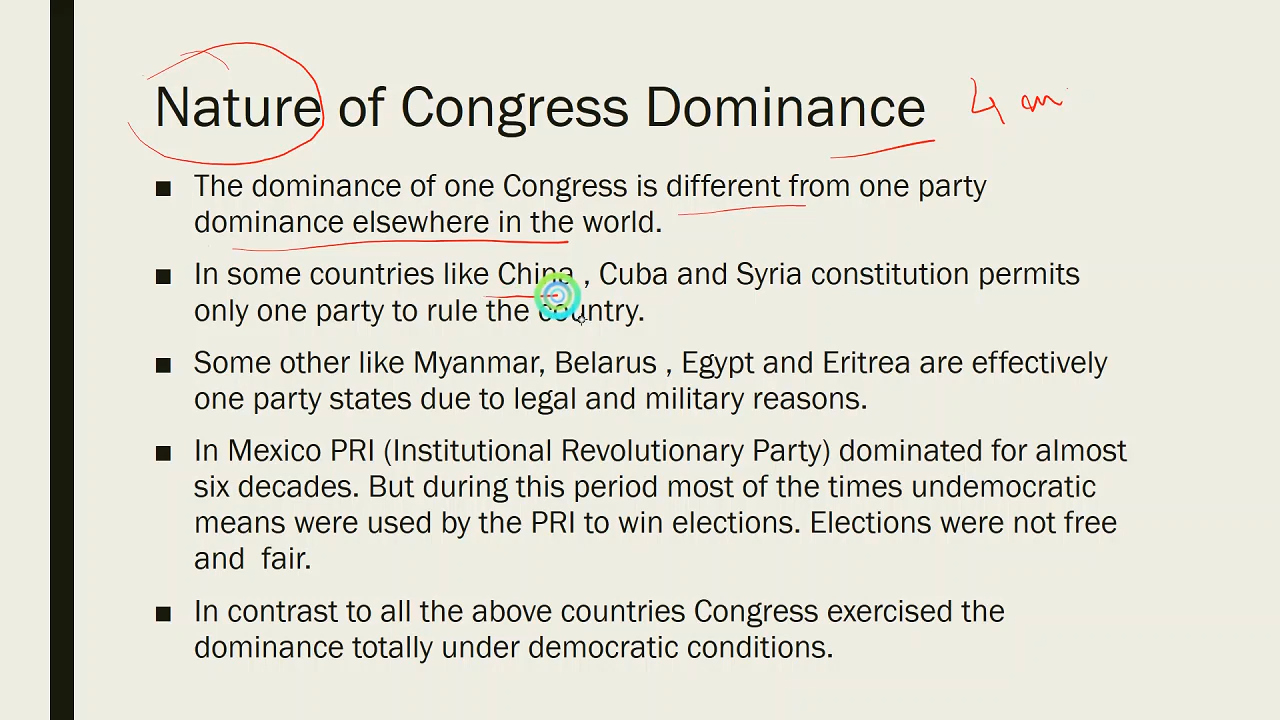 Nature of Congress Dominance 4 m
■ The dominance of one Congress is different from one party
dominance elsewhere in the world.
■ In some countries like China , Cuba and Syria constitution permits
only one party to rule the country.
■ Some other like Myanmar, Belarus , Egypt and Eritrea are effectively
one party states due to legal and military reasons.
■ In Mexico PRI (Institutional Revolutionary Party) dominated for almost
six decades. But during this period most of the times undemocratic
means were used by the PRI to win elections. Elections were not free
and  fair.
■ In contrast to all the above countries Congress exercised the
dominance totally under democratic conditions.